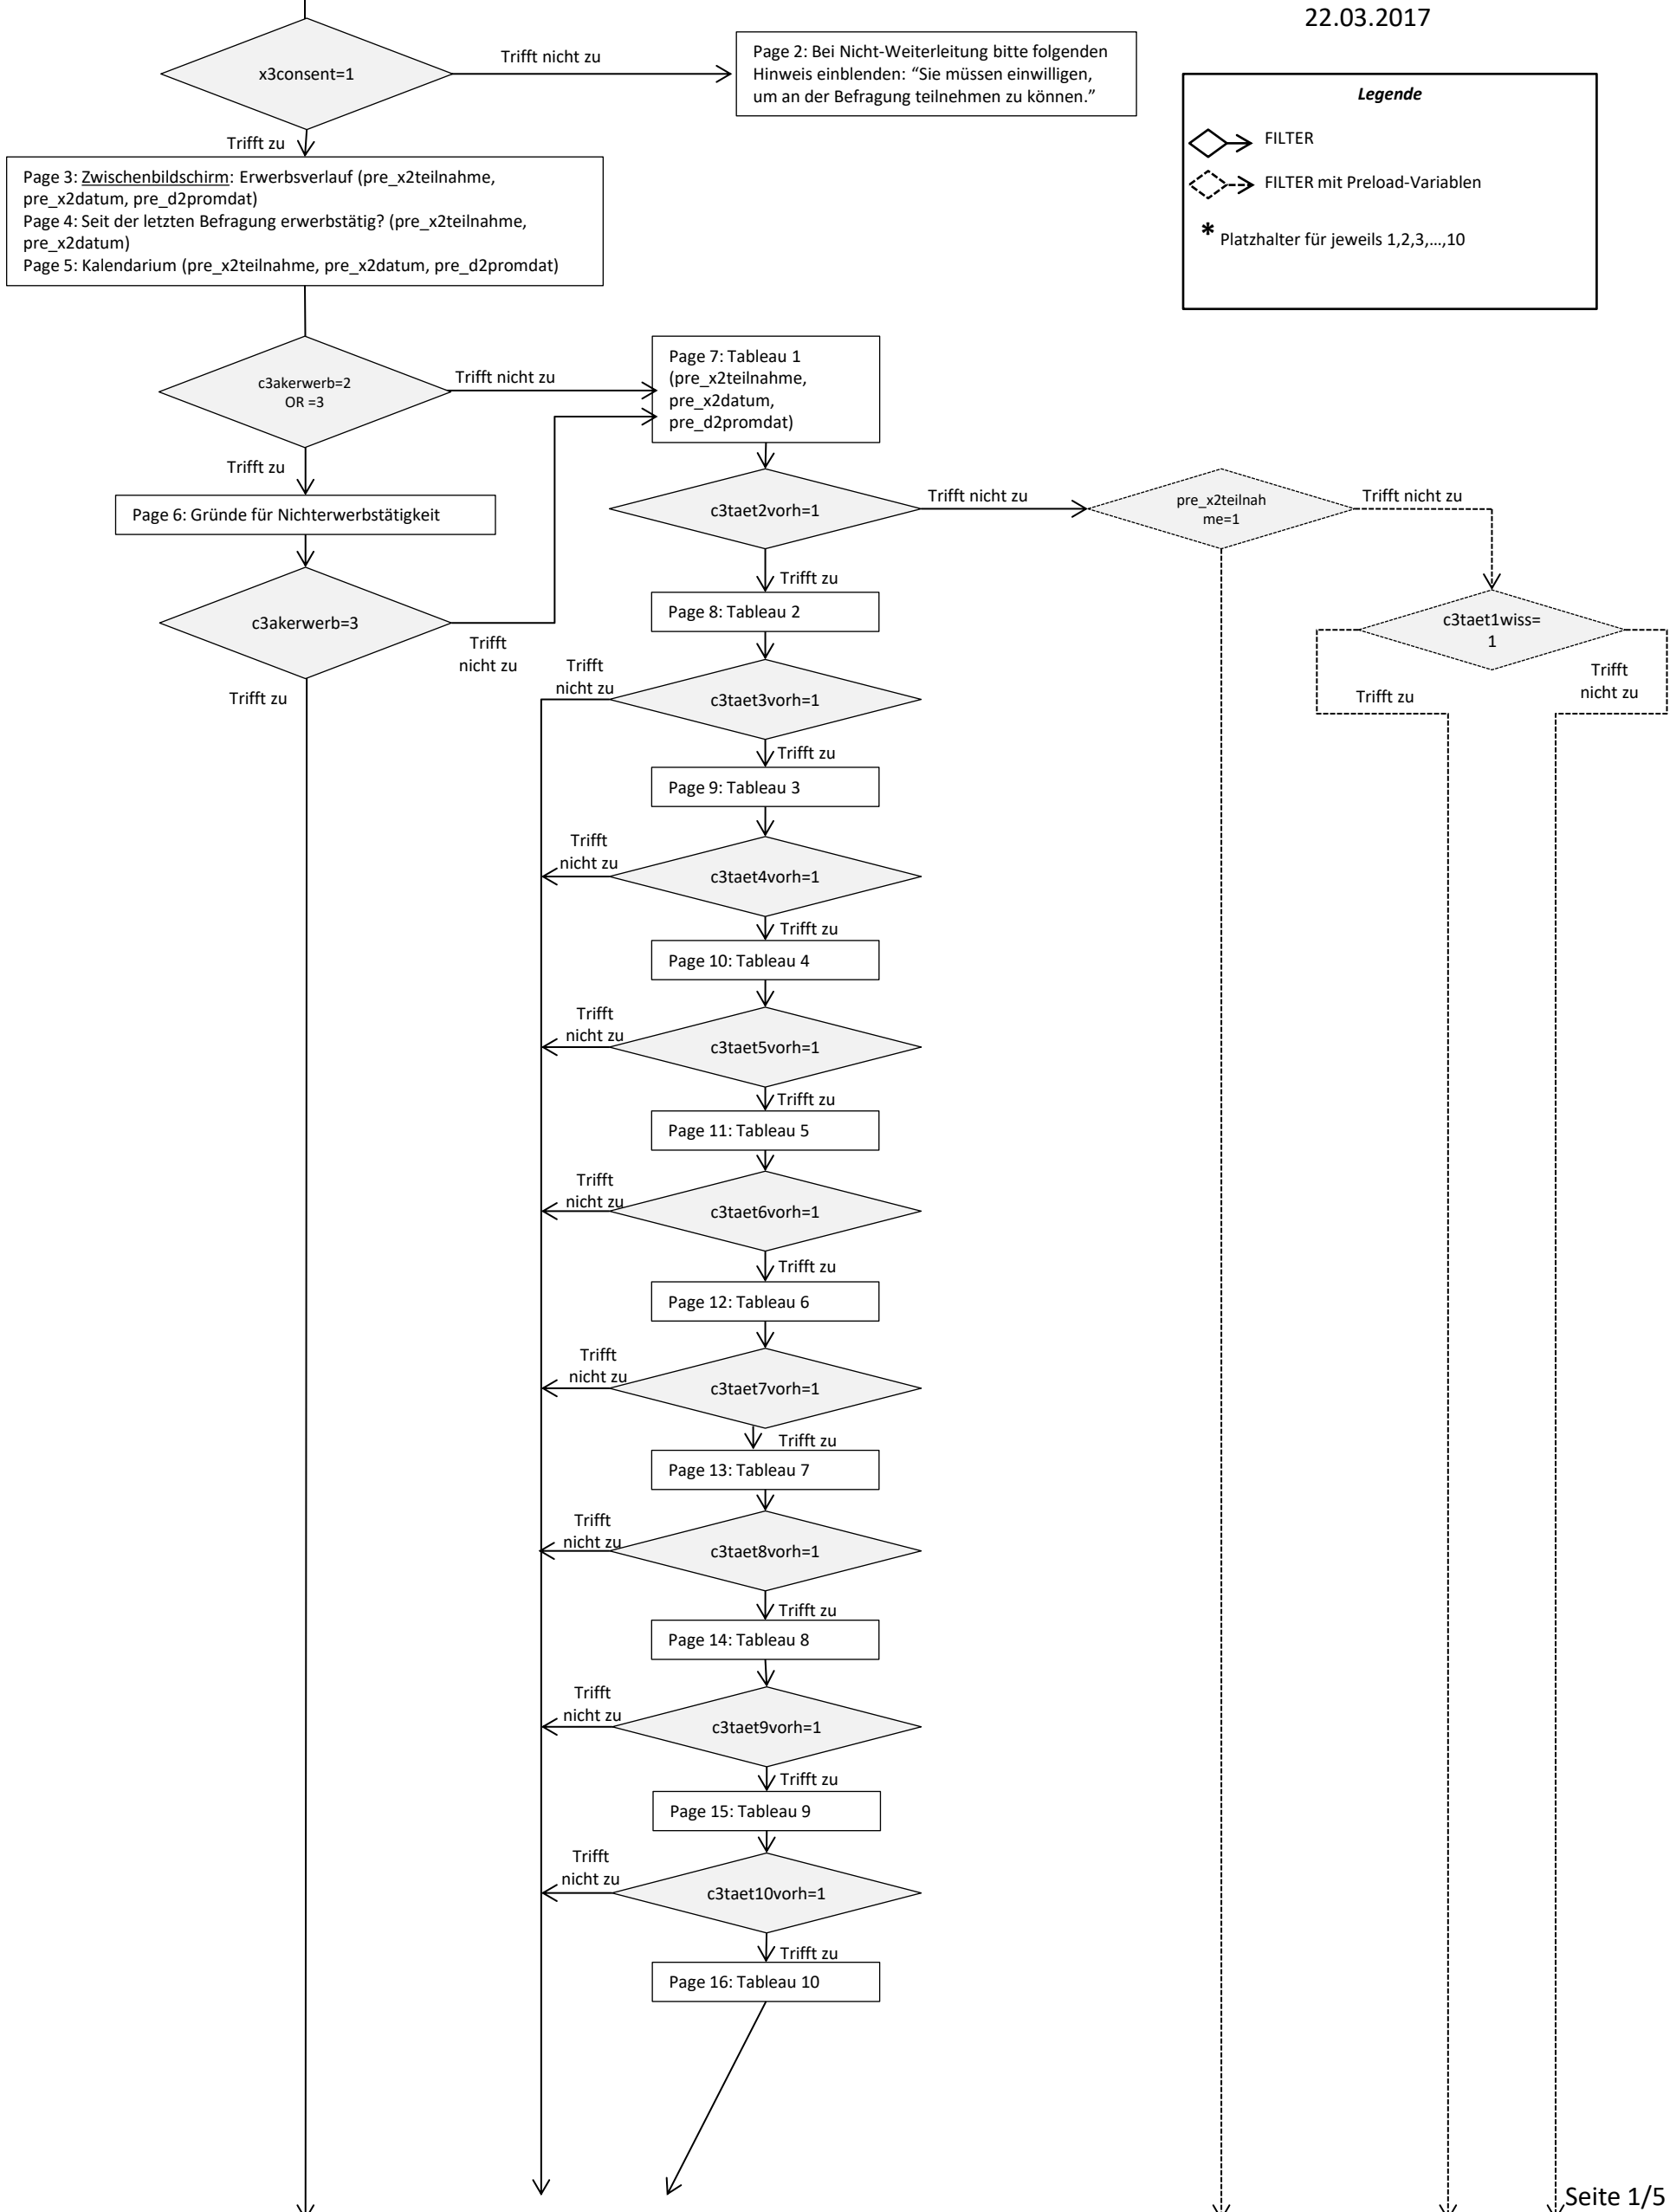 22.03.2017
x3consent=1
Trifft nicht zu
Page 2: Bei Nicht-Weiterleitung bitte folgenden
Hinweis einblenden: “Sie müssen einwilligen,
um an der Befragung teilnehmen zu können.”
Legende
FILTER
FILTER mit Preload-Variablen
* Platzhalter für jeweils 1,2,3,…,10
Trifft zu
Page 3: Zwischenbildschirm: Erwerbsverlauf (pre_x2teilnahme,
pre_x2datum, pre_d2promdat)
Page 4: Seit der letzten Befragung erwerbstätig? (pre_x2teilnahme,
pre_x2datum)
Page 5: Kalendarium (pre_x2teilnahme, pre_x2datum, pre_d2promdat)
c3akerwerb=2
OR =3
Trifft nicht zu
Trifft zu
Page 6: Gründe für Nichterwerbstätigkeit
c3akerwerb=3
Trifft
nicht zu
Trifft zu
Page 7: Tableau 1
(pre_x2teilnahme,
pre_x2datum,
pre_d2promdat)
c3taet2vorh=1
Trifft nicht zu
pre_x2teilnah
me=1
Trifft nicht zu
c3taet1wiss=
1
Trifft zu
Trifft
nicht zu
Trifft zu
Page 8: Tableau 2
Trifft
nicht zu
c3taet3vorh=1
Trifft zu
Page 9: Tableau 3
Trifft
nicht zu
c3taet4vorh=1
Trifft zu
Page 10: Tableau 4
Trifft
nicht zu
c3taet5vorh=1
Trifft zu
Page 11: Tableau 5
Trifft
nicht zu
c3taet6vorh=1
Trifft zu
Page 12: Tableau 6
Trifft
nicht zu
c3taet7vorh=1
Trifft zu
Page 13: Tableau 7
Trifft
nicht zu
c3taet8vorh=1
Trifft zu
Page 14: Tableau 8
Trifft
nicht zu
c3taet9vorh=1
Trifft zu
Page 15: Tableau 9
Trifft
nicht zu
c3taet10vorh=1
Trifft zu
Page 16: Tableau 10
Seite 1/5